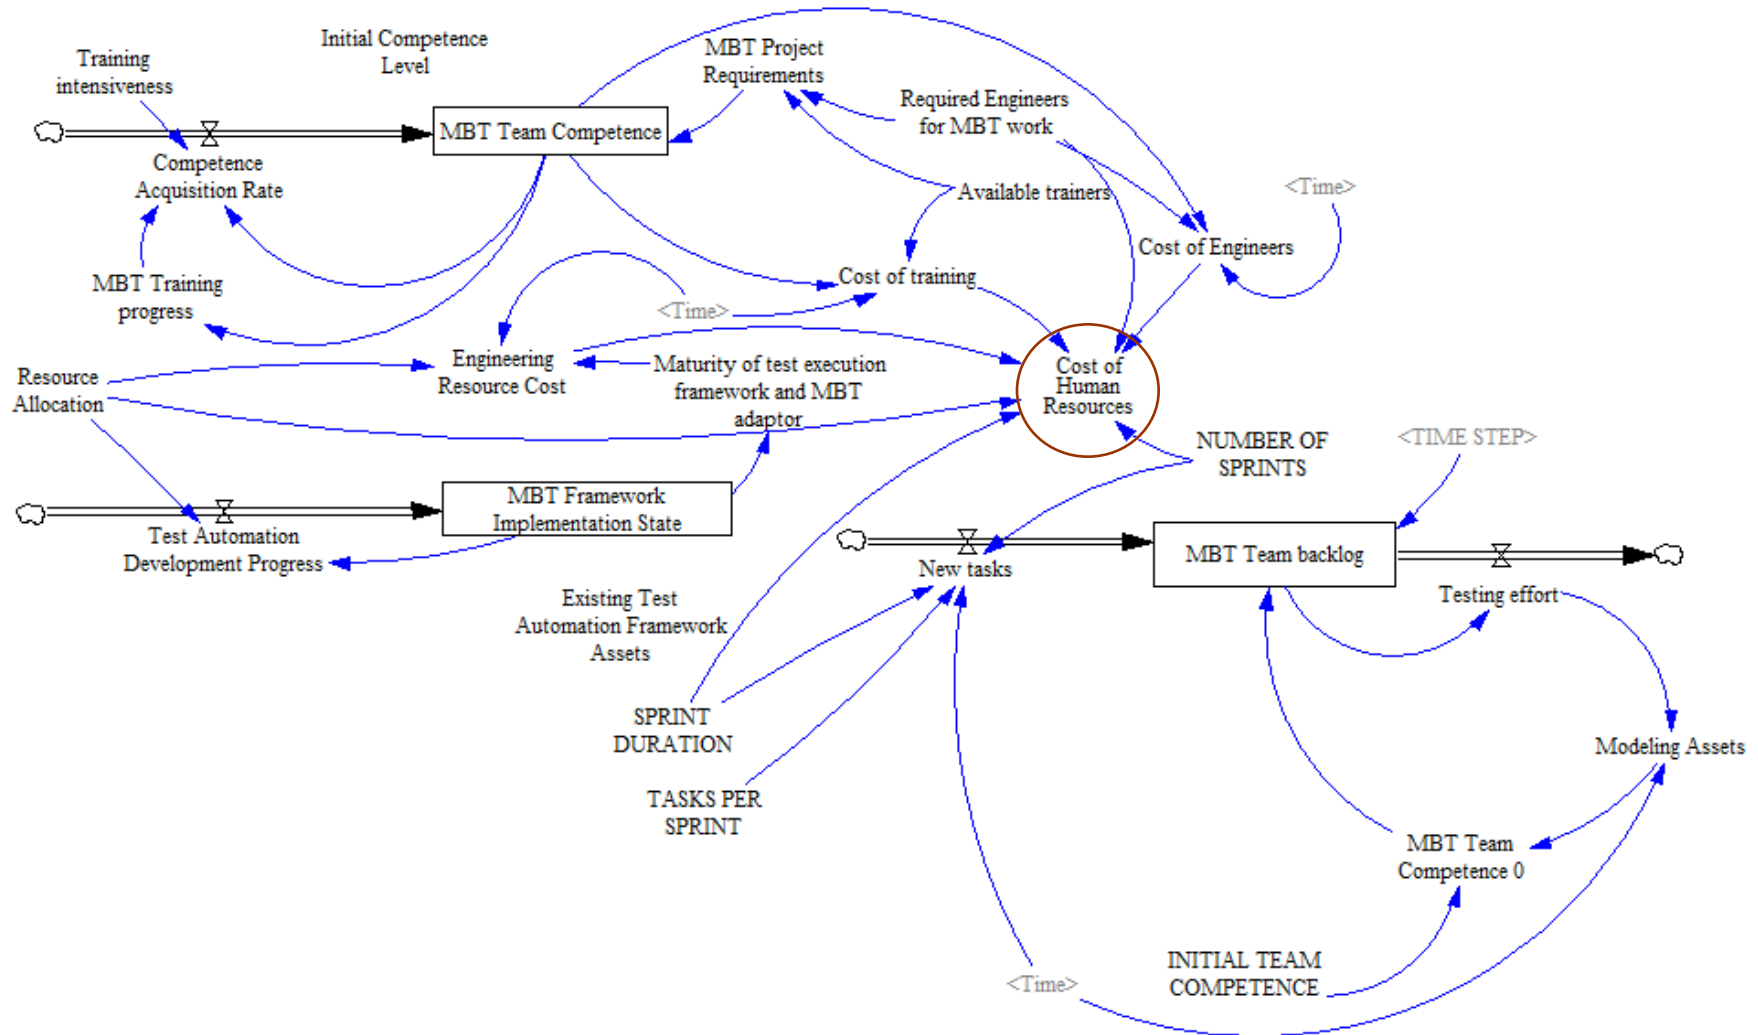 Initial Competence
Level
Training
intensiveness
MBT Project
Requirements
Required Engineers
for MBT work
MBT Team Competence
Competence
Acquisition Rate
Available trainers
<Time>
Cost of Engineers
MBT Training
progress
Cost of training
<Time>
Engineering
Resource Cost
Maturity of test execution
framework and MBT
adaptor
Cost of
Human
Resources
Resource
Allocation
NUMBER OF
SPRINTS
<TIME STEP>
MBT Framework
Implementation State
Test Automation
Development Progress
New tasks
MBT Team backlog
Testing effort
Existing Test
Automation Framework
Assets
SPRINT
DURATION
Modeling Assets
TASKS PER
SPRINT
MBT Team
Competence 0
<Time>
INITIAL TEAM
COMPETENCE